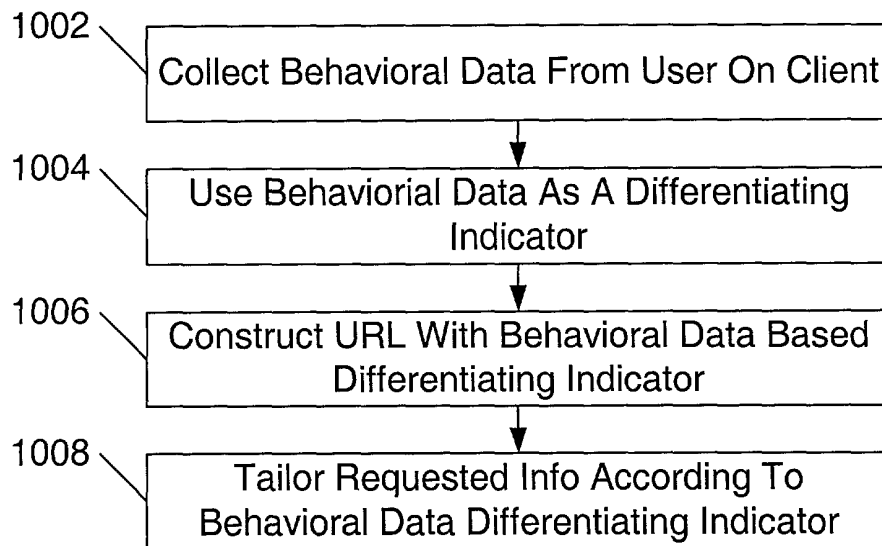 1002
Collect Behavioral Data From User On Client
1004
Use Behaviorial Data As A Differentiating
Indicator
1006
Construct URL With Behavioral Data Based
Differentiating Indicator
1008
Tailor Requested Info According To
Behavioral Data Differentiating Indicator